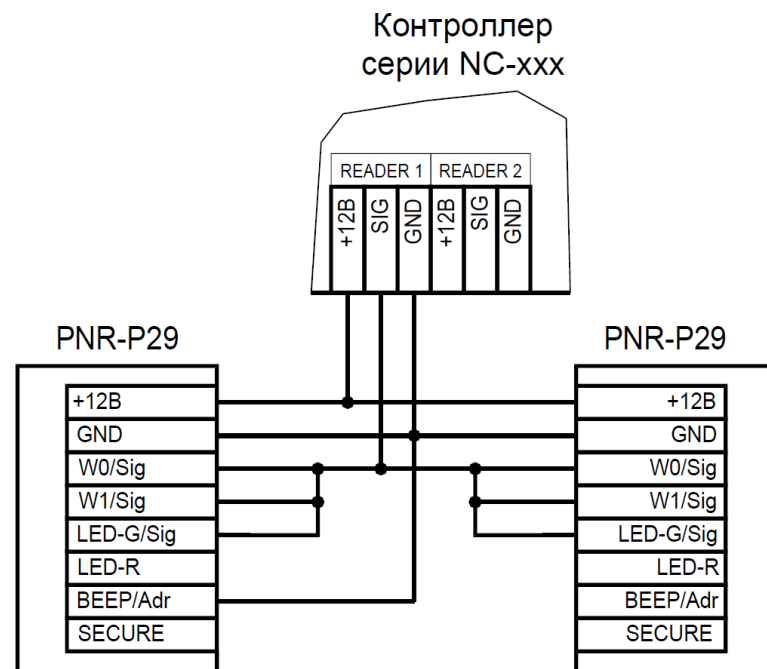 Контроллер
серии NC-xxx
READER 1 READER 2
+12В SIG GND +12В SIG GND
PNR-P29
+12В
GND
W0/Sig
W1/Sig
LED-G/Sig
LED-R
BEEP/Adr
SECURE
PNR-P29
+12В
GND
W0/Sig
W1/Sig
LED-G/Sig
LED-R
BEEP/Adr
SECURE